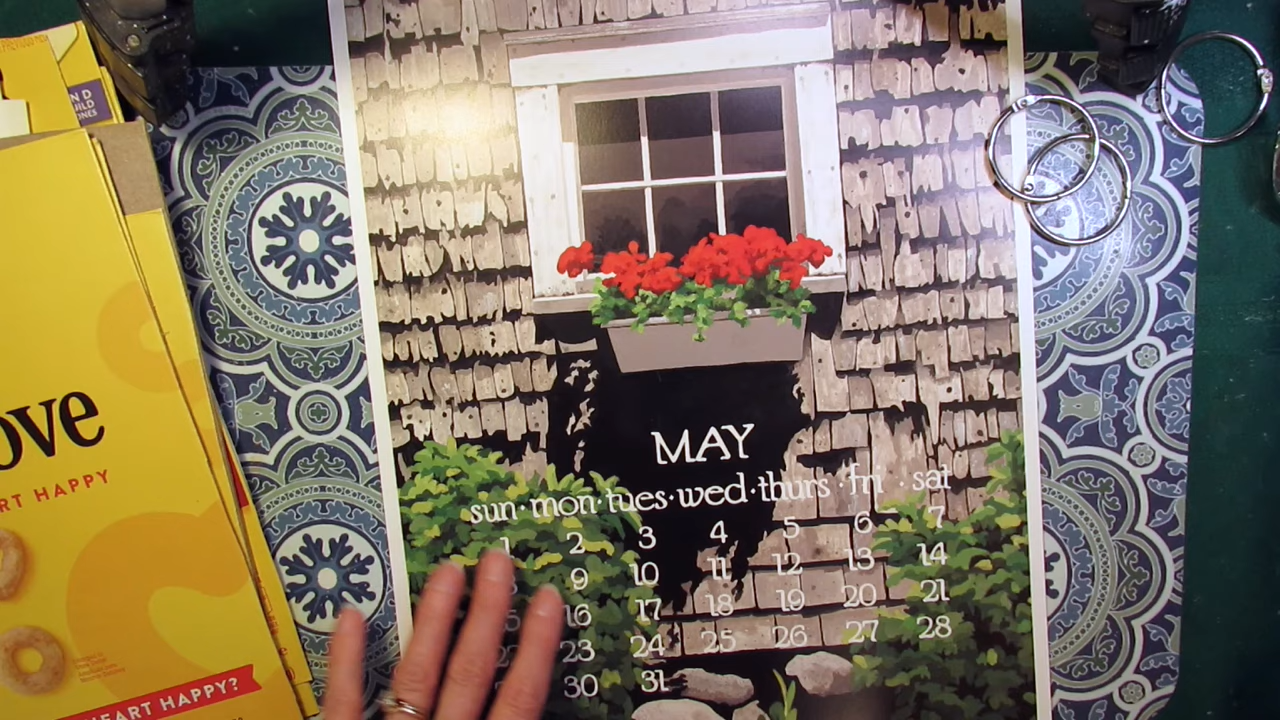 MAY
sun·mon·tues·wed·thurs·fri·sat
1 2 3 4 5 6 7
9 10 11 12 13 14
16 17 18 19 20 21
23 24 25 26 27 28
30 31
ove
RT HAPPY
HEART HAPPY?